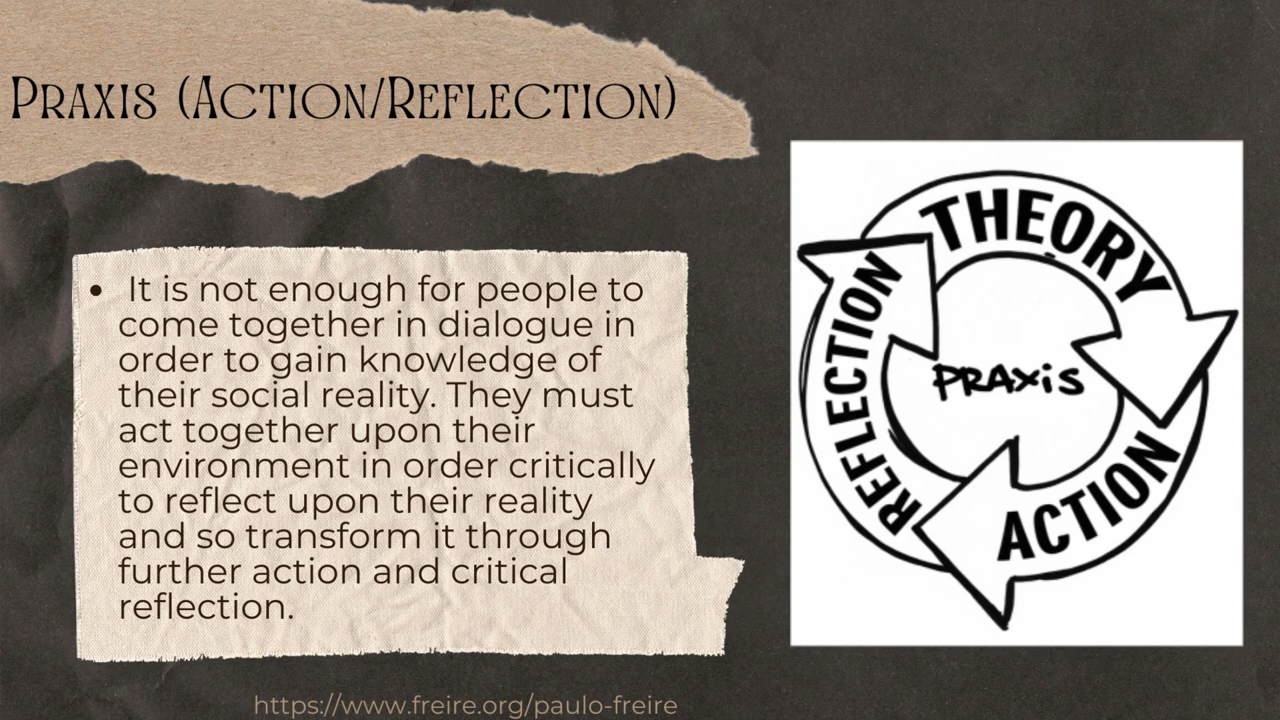 Praxis (Action/Reflection)
• It is not enough for people to
come together in dialogue in
order to gain knowledge of
their social reality. They must
act together upon their
environment in order critically
to reflect upon their reality
and so transform it through
further action and critical
reflection.
THEORY
ACTION
REFLECTION
PRAXiS
https://www.freire.org/paulo-freire